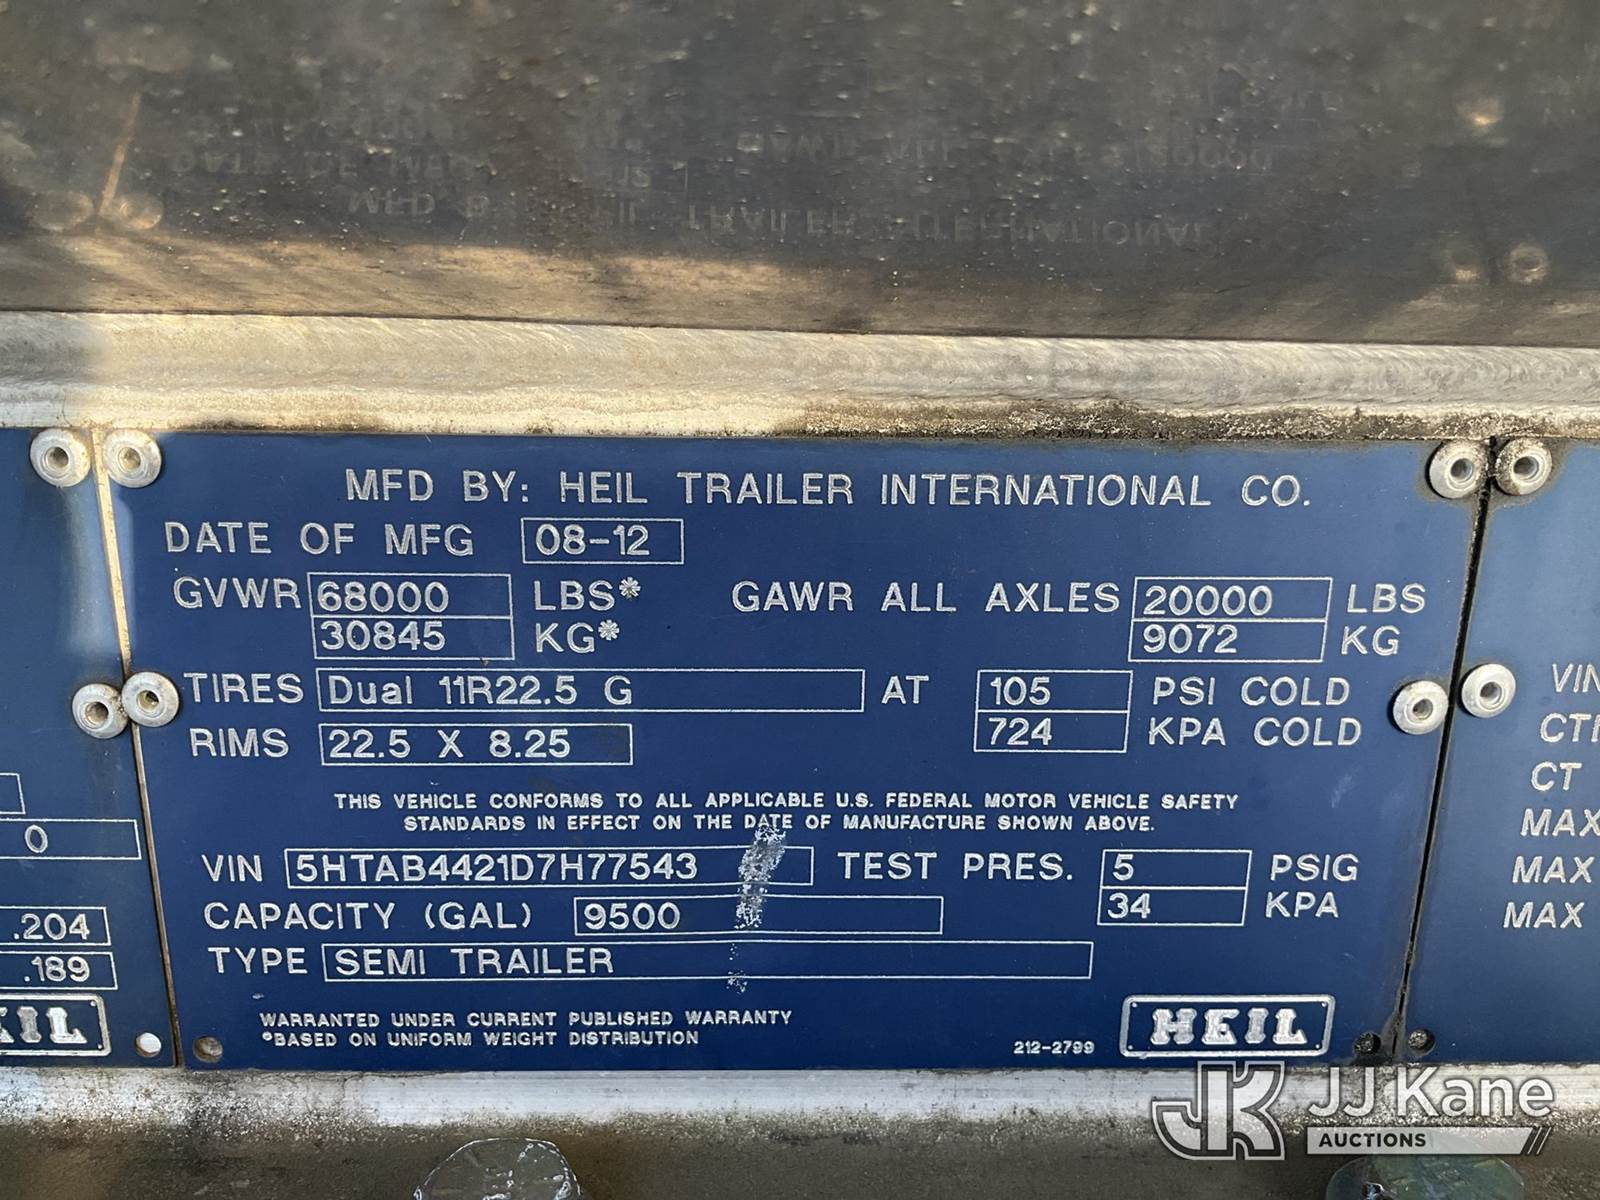 MFD BY: HEIL TRAILER INTERNATIONAL CO.
DATE OF MFG 08-12
GVWR 68000 LBS* GAWR ALL AXLES 20000 LBS
30845 KG* 9072 KG
TIRES Dual 11R22.5 G AT 105 PSI COLD
RIMS 22.5 X 8.25 724 KPA COLD
THIS VEHICLE CONFORMS TO ALL APPLICABLE U.S. FEDERAL MOTOR VEHICLE SAFETY
STANDARDS IN EFFECT ON THE DATE OF MANUFACTURE SHOWN ABOVE.
VIN 5HTAB4421D7H77543 TEST PRES. 5 PSIG
CAPACITY (GAL) 9500 34 KPA
TYPE SEMI TRAILER
WARRANTED UNDER CURRENT PUBLISHED WARRANTY
*BASED ON UNIFORM WEIGHT DISTRIBUTION
212-2799 HEIL
0
.204
.189
VIN
CT
MAX
MAX
MAX
JK JJ Kane
AUCTIONS